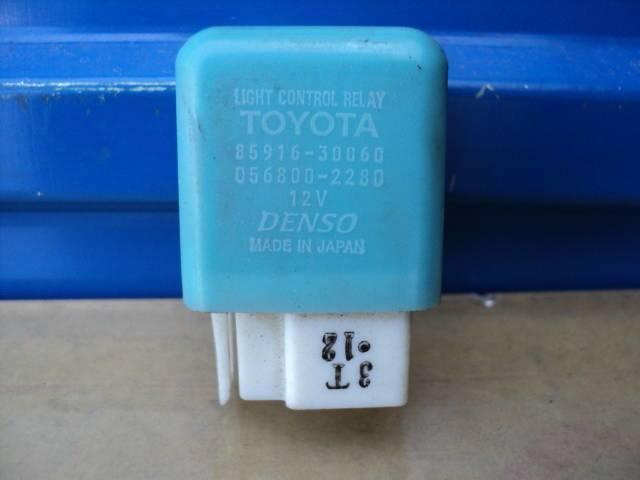 LIGHT CONTROL RELAY
TOYOTA
85916-30060
056800-2280
12V
DENSO
MADE IN JAPAN
3T
•12